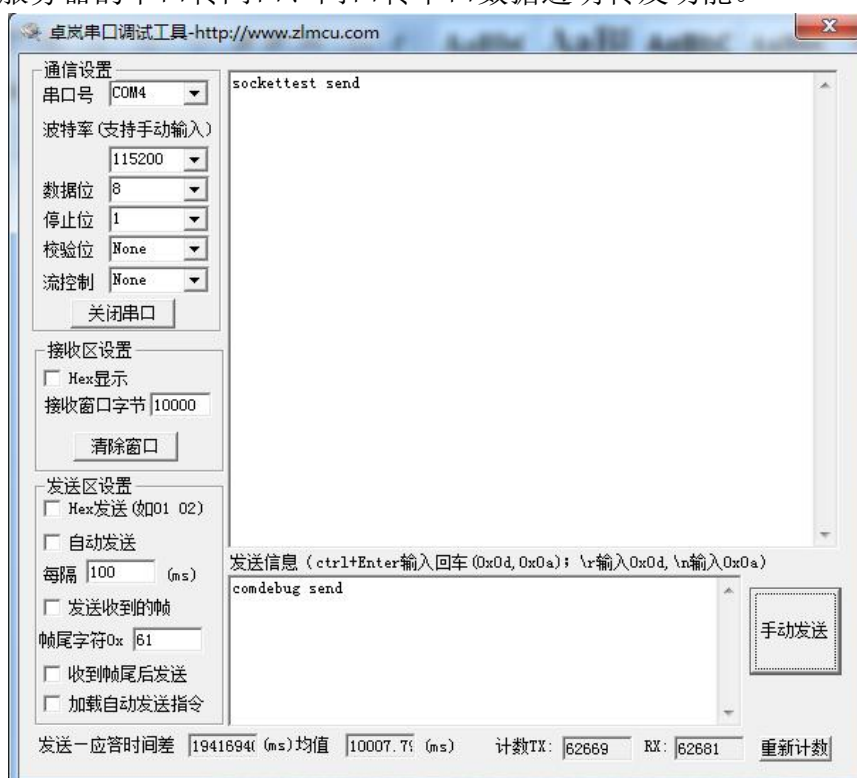 卓岚串口调试工具-http://www.zlmcu.com
通信设置
串口号 COM4
波特率(支持手动输入)
115200
数据位 8
停止位 1
校验位 None
流控制 None
关闭串口
接收区设置
Hex显示
接收窗口字节 10000
清除窗口
发送区设置
Hex发送(如01 02)
自动发送
每隔 100 (ms)
发送收到的帧
帧尾字符0x 61
收到帧尾后发送
加载自动发送指令
sockettest send
发送信息（ctrl+Enter输入回车(0x0d,0x0a)；\r输入0x0d,\n输入0x0a）
comdebug send
手动发送
发送—应答时间差 1941694 (ms)均值 10007.7 (ms) 计数TX: 62669 RX: 62681 重新计数